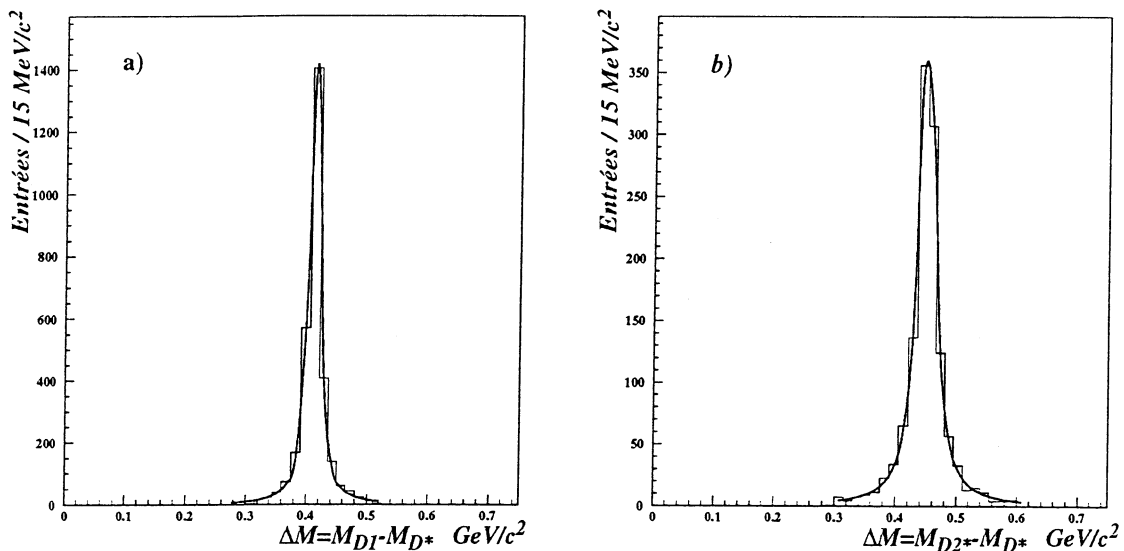 a)
Entrées / 15 MeV/c²
1400
1200
1000
800
600
400
200
0
0 0.1 0.2 0.3 0.4 0.5 0.6 0.7
ΔM=M_D1-M_D* GeV/c²
b)
Entrées / 15 MeV/c²
350
300
250
200
150
100
50
0
0 0.1 0.2 0.3 0.4 0.5 0.6 0.7
ΔM=M_D2*-M_D* GeV/c²